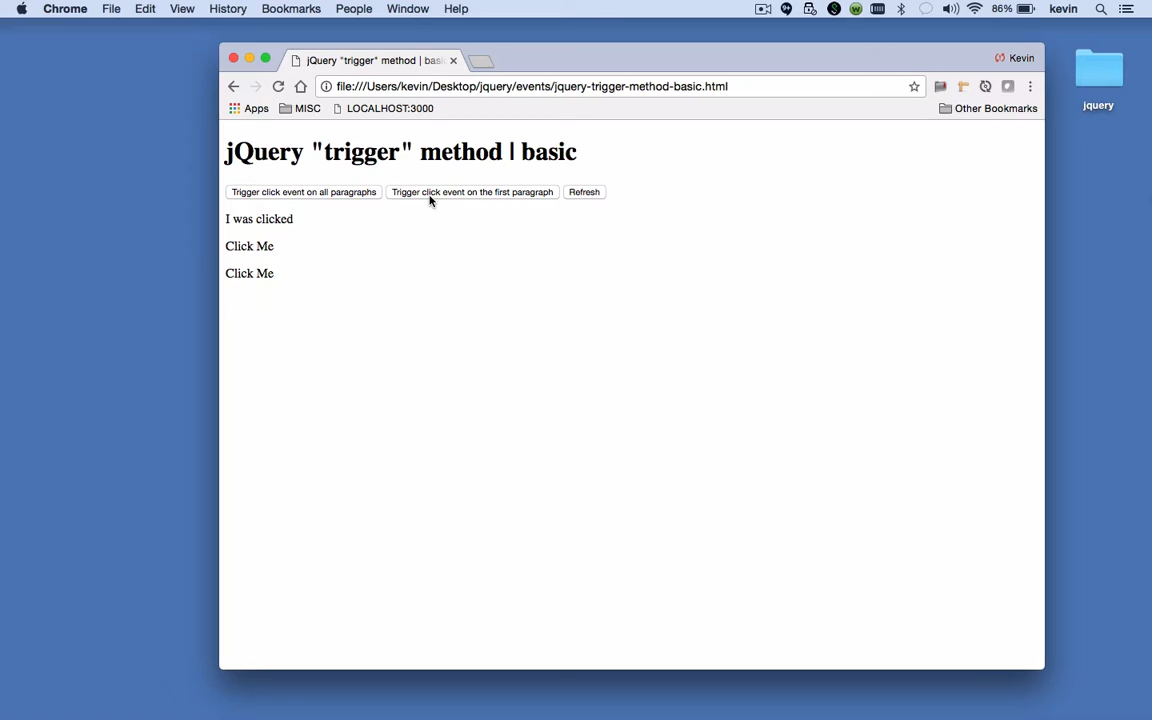 Chrome File Edit View History Bookmarks People Window Help 86% kevin
jQuery "trigger" method | basi Kevin
file:///Users/kevin/Desktop/jquery/events/jquery-trigger-method-basic.html
Apps MISC LOCALHOST:3000 Other Bookmarks
jquery
jQuery "trigger" method | basic
Trigger click event on all paragraphs Trigger click event on the first paragraph Refresh
I was clicked
Click Me
Click Me